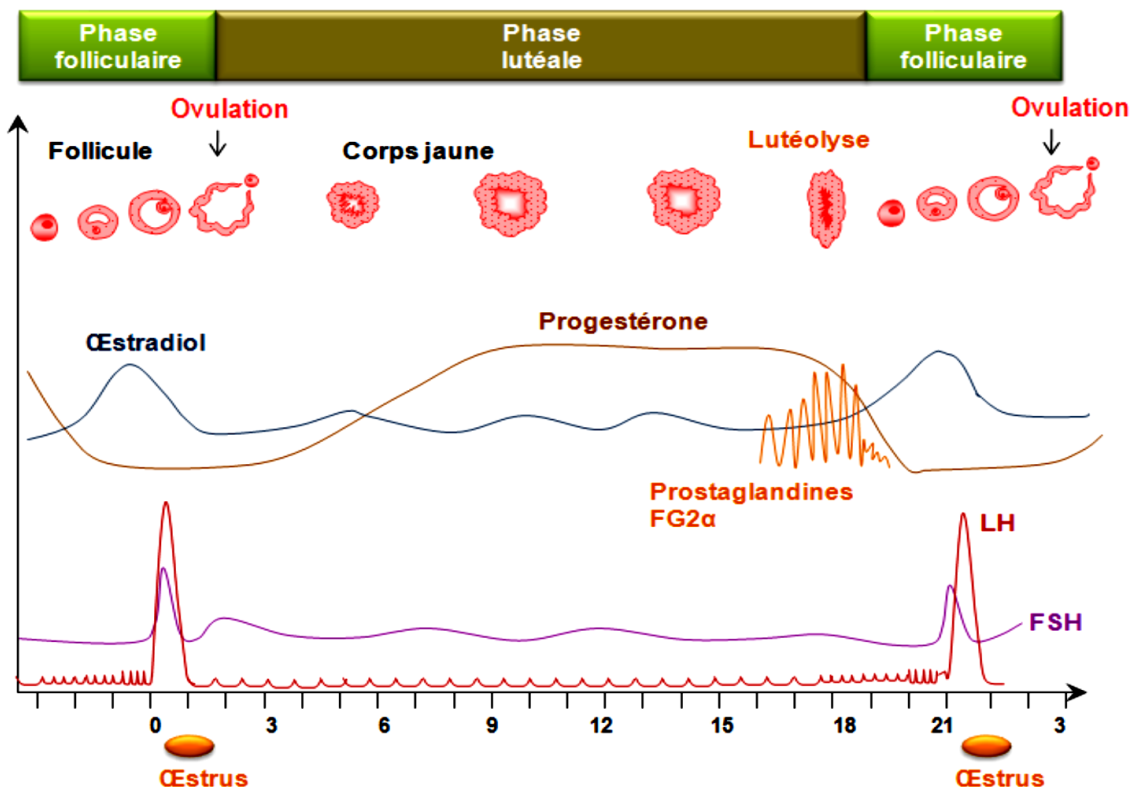 Phase
folliculaire
Phase
lutéale
Phase
folliculaire
Ovulation
Ovulation
Follicule
Corps jaune
Lutéolyse
Œstradiol
Progestérone
Prostaglandines
FG2α
LH
FSH
0 3 6 9 12 15 18 21 3
Œstrus
Œstrus